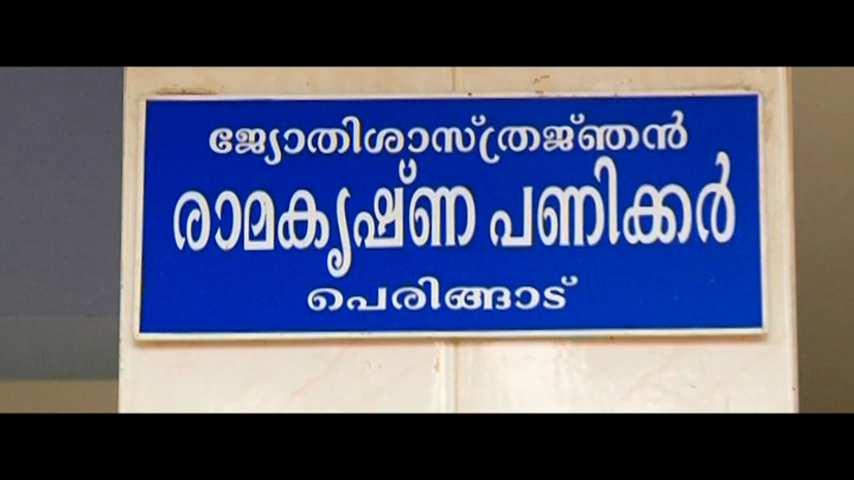 ജ്യോതിശാസ്ത്രജ്ഞൻ
രാമകൃഷ്ണ പണിക്കർ
പെരിങ്ങാട്